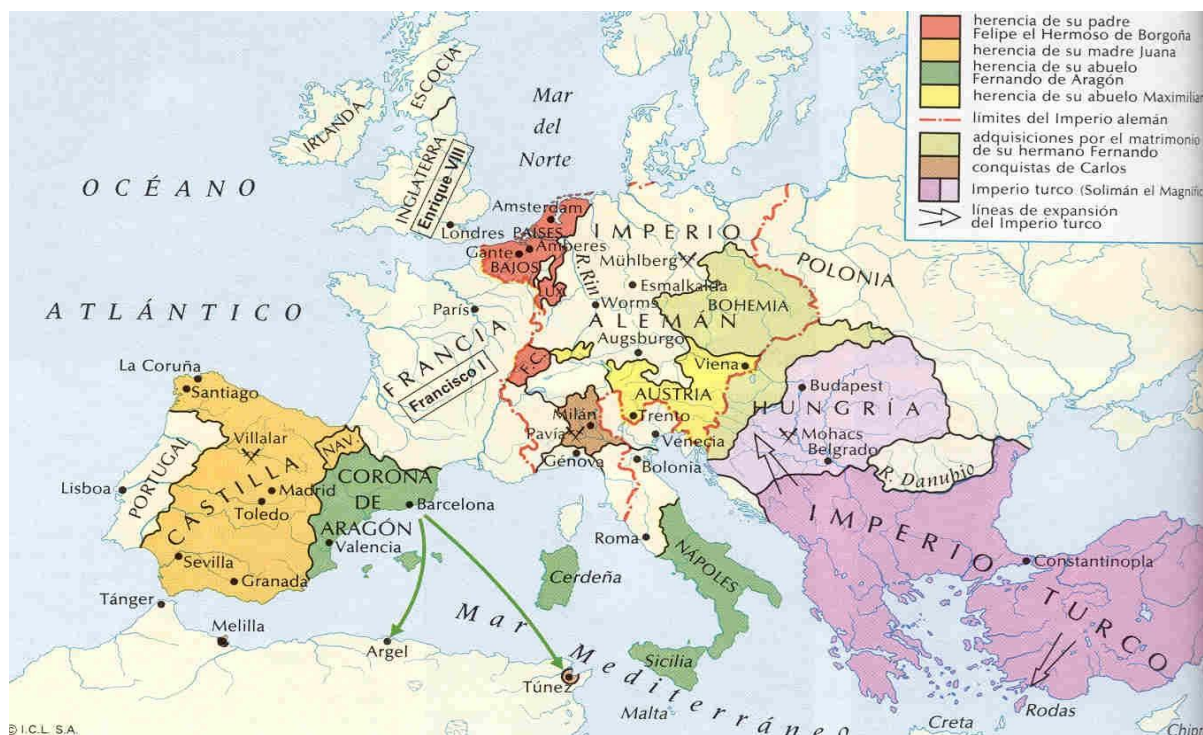 herencia de su padre
Felipe el Hermoso de Borgoña
herencia de su madre Juana
herencia de su abuelo
Fernando de Aragón
herencia de su abuelo Maximilian
límites del Imperio alemán
adquisiciones por el matrimonio
de su hermano Fernando
conquistas de Carlos
Imperio turco (Solimán el Magnífic
líneas de expansión
del Imperio turco
ESCOCIA
IRLANDA
Mar
del
Norte
OCÉANO
ATLÁNTICO
INGLATERRA
Enrique VIII
Londres
Amsterdam
PAISES
BAJOS
Amberes
Gante
LUX.
R. Rin
IMPERIO
ALEMÁN
Mühlberg
Esmalkalda
Worms
Augsburgo
BOHEMIA
POLONIA
París
FRANCIA
Francisco I
F. C.
Viena
AUSTRIA
Trento
Budapest
HUNGRÍA
Mohacs
Belgrado
R. Danubio
Milán
Pavía
Venecia
Génova
Bolonia
La Coruña
Santiago
Villalar
NAV.
PORTUGAL
CASTILLA
Lisboa
Madrid
Toledo
CORONA
DE
ARAGÓN
Barcelona
Valencia
Sevilla
Granada
Roma
NÁPOLES
Cerdeña
Sicilia
IMPERIO
TURCO
Constantinopla
Tánger
Melilla
Argel
Túnez
Mar Mediterráneo
Malta
Creta
Rodas
Chipr
© I.C.L. S.A.